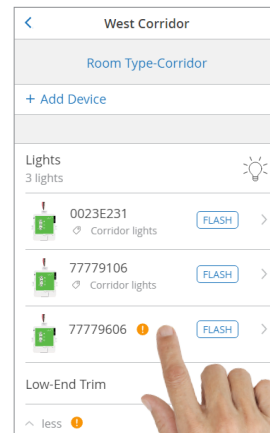 West Corridor
Room Type-Corridor
+ Add Device
Lights
3 lights
0023E231
Corridor lights
FLASH
77779106
Corridor lights
FLASH
77779606
FLASH
Low-End Trim
less